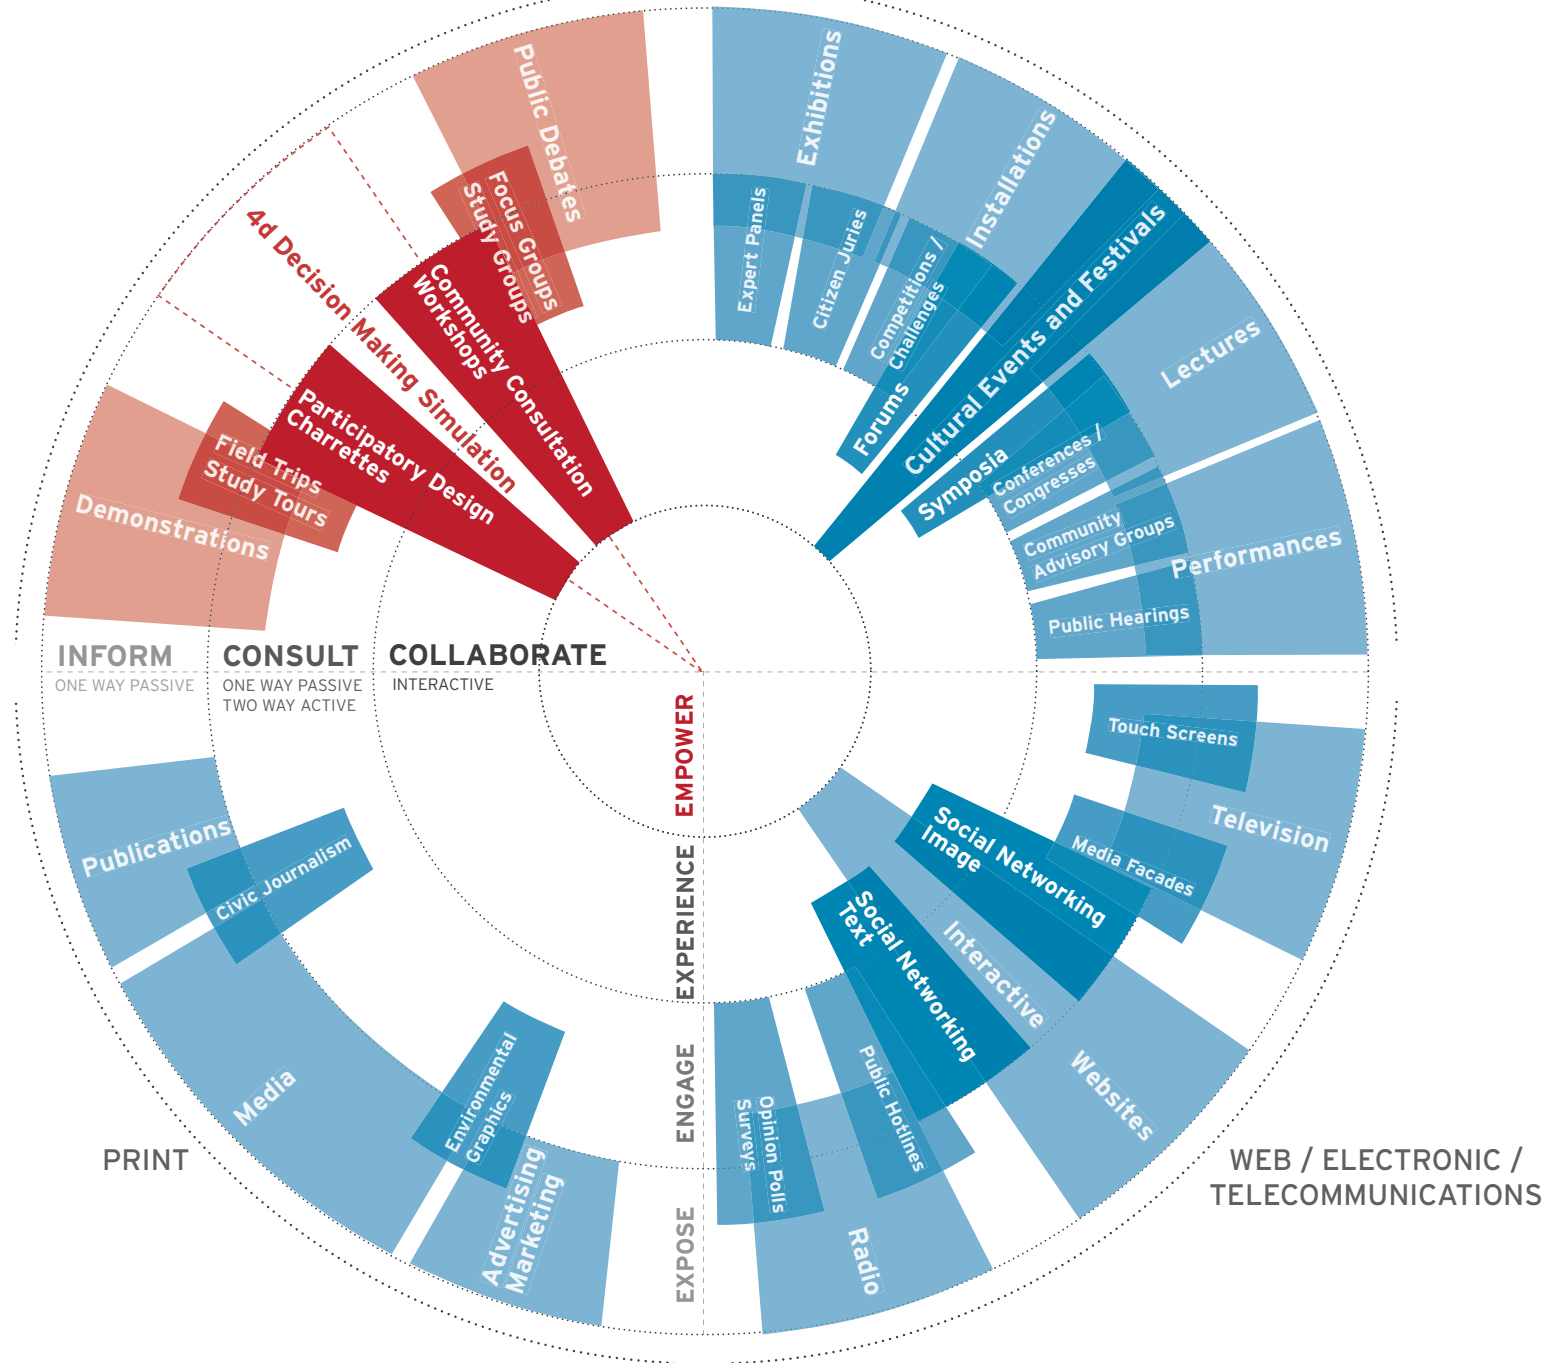 Public Debates
Focus Groups
Study Groups
Community Consultation
Workshops
4d Decision Making Simulation
Participatory Design
Charrettes
Field Trips
Study Tours
Demonstrations
Exhibitions
Installations
Expert Panels
Citizen Juries
Competitions /
Challenges
Forums
Cultural Events and Festivals
Lectures
Symposia
Conferences /
Congresses
Community
Advisory Groups
Performances
Public Hearings
INFORM
ONE WAY PASSIVE
CONSULT
ONE WAY PASSIVE
TWO WAY ACTIVE
COLLABORATE
INTERACTIVE
EMPOWER
EXPERIENCE
ENGAGE
EXPOSE
Touch Screens
Television
Media Facades
Social Networking
Image
Interactive
Social Networking
Text
Websites
Public Hotlines
Opinion Polls
Surveys
Radio
WEB / ELECTRONIC /
TELECOMMUNICATIONS
Publications
Civic Journalism
Media
Environmental
Graphics
Advertising
Marketing
PRINT